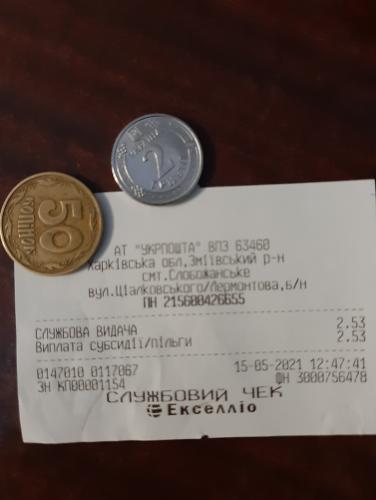 2
ГРИВНІ
50
КОПІЙОК
АТ "УКРПОШТА" ВПЗ 63460
Харківська обл,Зміївський р-н
смт.Слобожанське
вул.Ціалковського/Лермонтова,б/н
ПН 215600426655
СЛУЖБОВА ВИДАЧА 2.53
Виплата субсидії/пільги 2.53
0147010 0117067 15-05-2021 12:47:41
ЗН КП00001154 ФН 3000756478
СЛУЖБОВИЙ ЧЕК
Екселліо